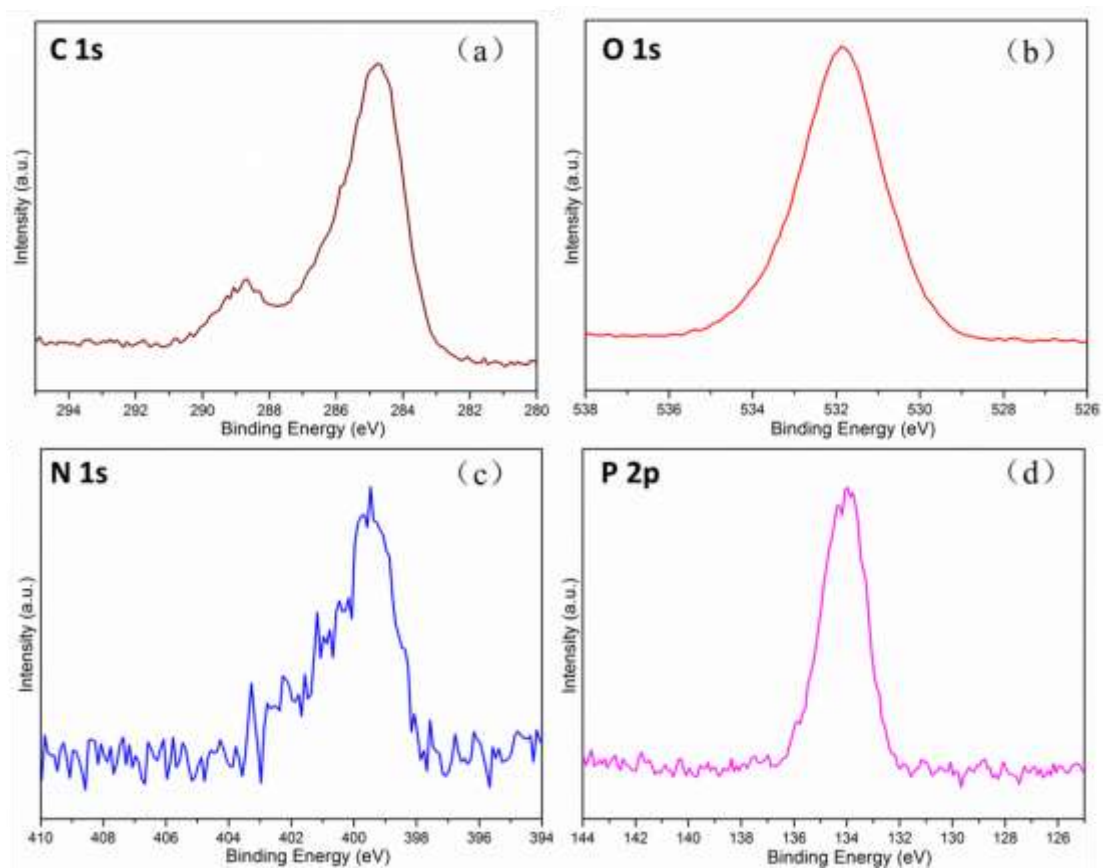 C 1s
（a）
Intensity (a.u.)
294 292 290 288 286 284 282 280
Binding Energy (eV)
O 1s
（b）
Intensity (a.u.)
538 536 534 532 530 528 526
Binding Energy (eV)
N 1s
（c）
Intensity (a.u.)
410 408 406 404 402 400 398 396 394
Binding Energy (eV)
P 2p
（d）
Intensity (a.u.)
144 142 140 138 136 134 132 130 128 126
Binding Energy (eV)